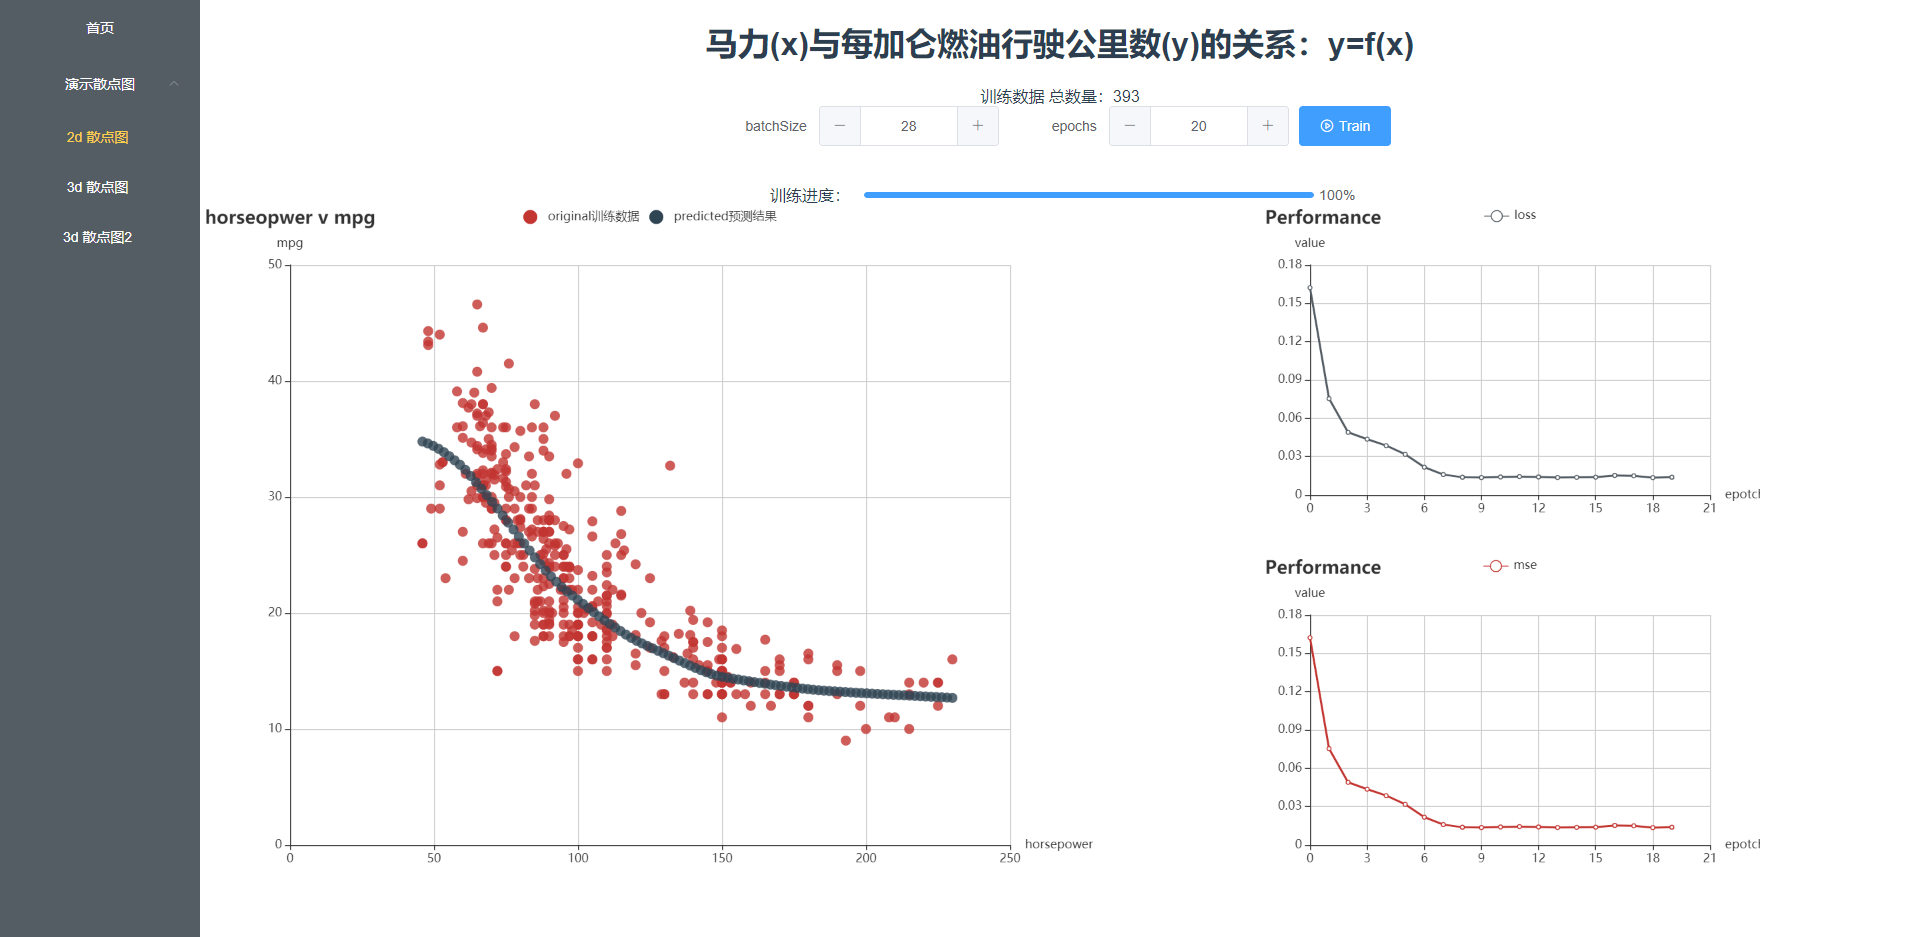 首页
演示散点图
2d 散点图
3d 散点图
3d 散点图2
马力(x)与每加仑燃油行驶公里数(y)的关系：y=f(x)
训练数据 总数量：393
batchSize 28 epochs 20 Train
训练进度： 100%
horseopwer v mpg
original训练数据 predicted预测结果
mpg
50
40
30
20
10
0
0 50 100 150 200 250
horsepower
Performance
loss
value
0.18
0.15
0.12
0.09
0.06
0.03
0
0 3 6 9 12 15 18 21
epotcl
Performance
mse
value
0.18
0.15
0.12
0.09
0.06
0.03
0
0 3 6 9 12 15 18 21
epotcl